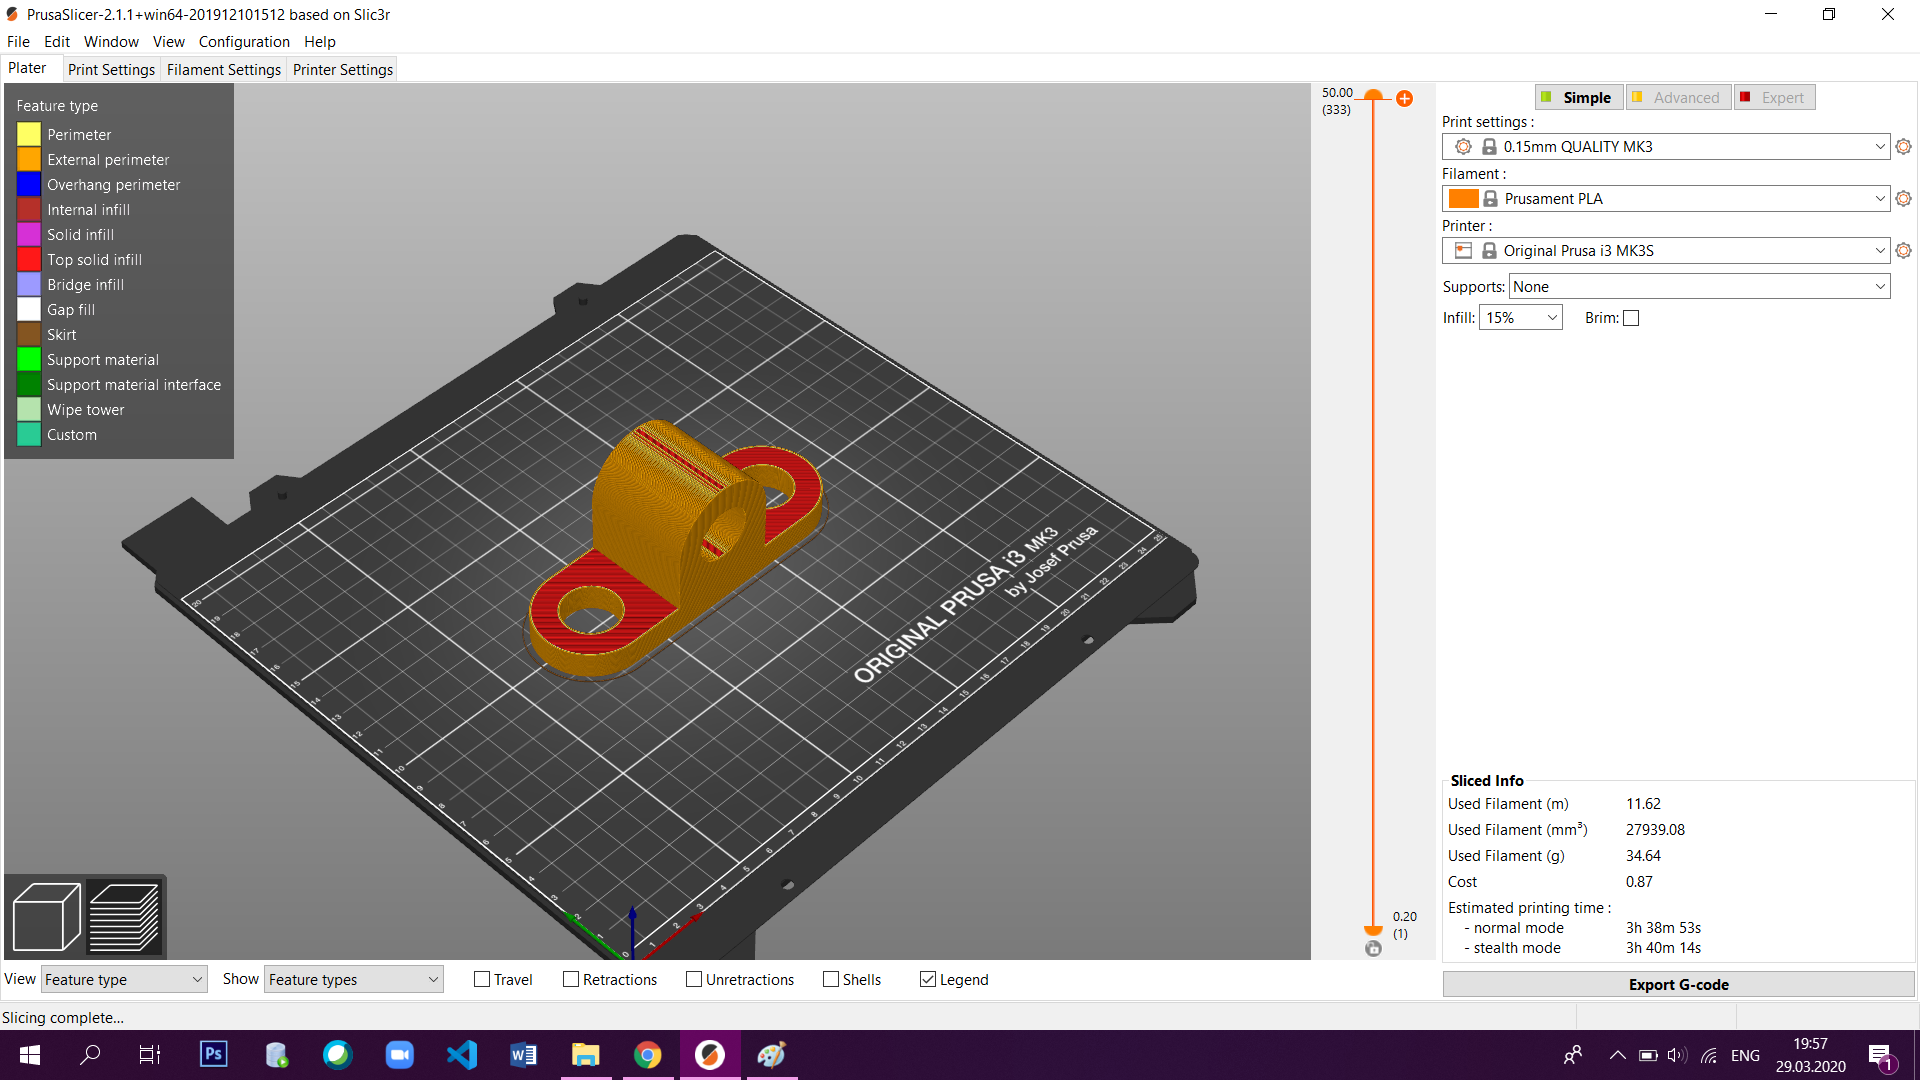 PrusaSlicer-2.1.1+win64-201912101512 based on Slic3r
File Edit Window View Configuration Help
Plater Print Settings Filament Settings Printer Settings
Feature type
Perimeter
External perimeter
Overhang perimeter
Internal infill
Solid infill
Top solid infill
Bridge infill
Gap fill
Skirt
Support material
Support material interface
Wipe tower
Custom
ORIGINAL PRUSA i3 MK3
by Josef Prusa
50.00
(333)
0.20
(1)
Simple Advanced Expert
Print settings :
0.15mm QUALITY MK3
Filament :
Prusament PLA
Printer :
Original Prusa i3 MK3S
Supports: None
Infill: 15% Brim:
Sliced Info
Used Filament (m) 11.62
Used Filament (mm³) 27939.08
Used Filament (g) 34.64
Cost 0.87
Estimated printing time :
- normal mode 3h 38m 53s
- stealth mode 3h 40m 14s
Export G-code
View Feature type Show Feature types Travel Retractions Unretractions Shells Legend
Slicing complete...
Ps
ENG
19:57
29.03.2020
1